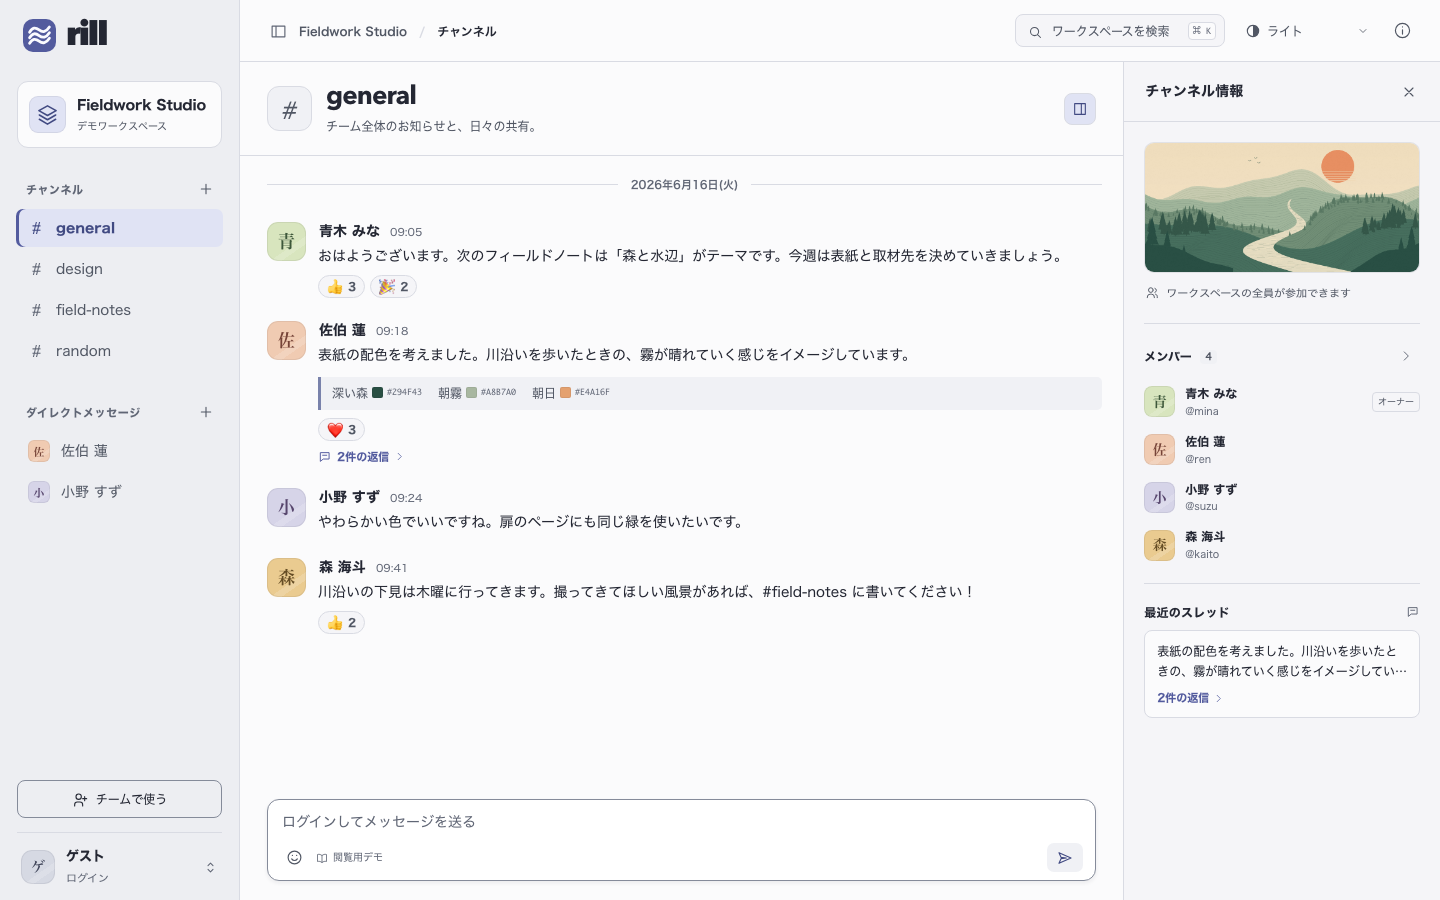 rill
Fieldwork Studio
デモワークスペース
チャンネル
# general
# design
# field-notes
# random
ダイレクトメッセージ
佐 佐伯 蓮
小 小野 すず
チームで使う
ゲ ゲスト
ログイン
Fieldwork Studio / チャンネル
ワークスペースを検索 ⌘ K
ライト
# general
チーム全体のお知らせと、日々の共有。
2026年6月16日(火)
青 青木 みな 09:05
おはようございます。次のフィールドノートは「森と水辺」がテーマです。今週は表紙と取材先を決めていきましょう。
👍 3 🎉 2
佐 佐伯 蓮 09:18
表紙の配色を考えました。川沿いを歩いたときの、霧が晴れていく感じをイメージしています。
深い森 #294F43 朝霧 #A8B7A0 朝日 #E4A16F
❤️ 3
2件の返信
小 小野 すず 09:24
やわらかい色でいいですね。扉のページにも同じ緑を使いたいです。
森 森 海斗 09:41
川沿いの下見は木曜に行ってきます。撮ってきてほしい風景があれば、#field-notes に書いてください！
👍 2
ログインしてメッセージを送る
閲覧用デモ
チャンネル情報
ワークスペースの全員が参加できます
メンバー 4
青 青木 みな
@mina
オーナー
佐 佐伯 蓮
@ren
小 小野 すず
@suzu
森 森 海斗
@kaito
最近のスレッド
表紙の配色を考えました。川沿いを歩いたと
きの、霧が晴れていく感じをイメージしてい…
2件の返信